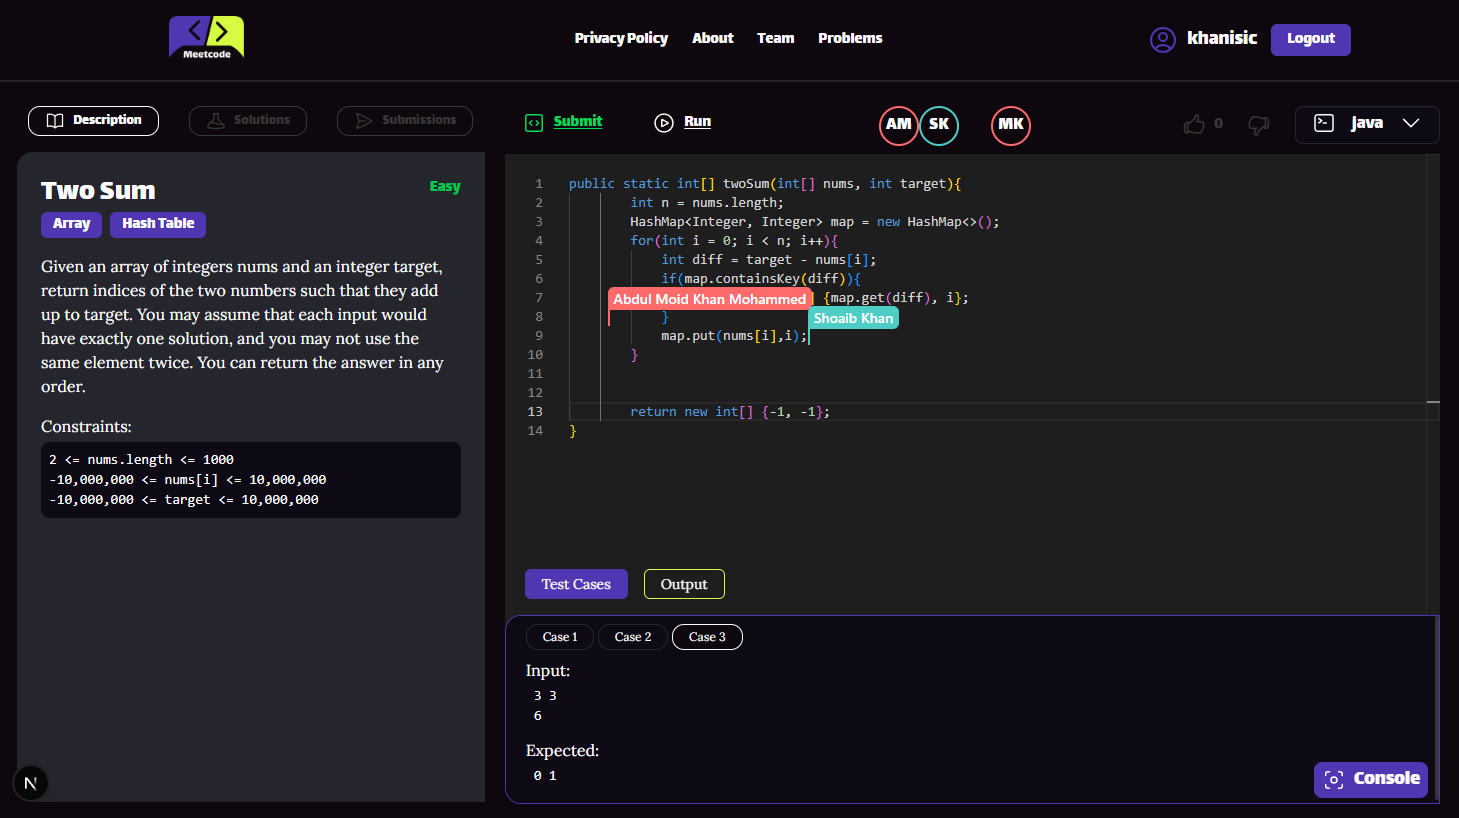 Meetcode
Privacy Policy About Team Problems
khanisic Logout
Description Solutions Submissions
Two Sum Easy
Array Hash Table
Given an array of integers nums and an integer target,
return indices of the two numbers such that they add
up to target. You may assume that each input would
have exactly one solution, and you may not use the
same element twice. You can return the answer in any
order.
Constraints:
2 <= nums.length <= 1000
-10,000,000 <= nums[i] <= 10,000,000
-10,000,000 <= target <= 10,000,000
N
Submit Run AM SK MK 0 java
1 public static int[] twoSum(int[] nums, int target){
2 int n = nums.length;
3 HashMap<Integer, Integer> map = new HashMap<>();
4 for(int i = 0; i < n; i++){
5 int diff = target - nums[i];
6 if(map.containsKey(diff)){
7 Abdul Moid Khan Mohammed ] {map.get(diff), i};
8 } Shoaib Khan
9 map.put(nums[i],i);
10 }
11
12
13 return new int[] {-1, -1};
14 }
Test Cases Output
Case 1 Case 2 Case 3
Input:
3 3
6
Expected:
0 1
Console